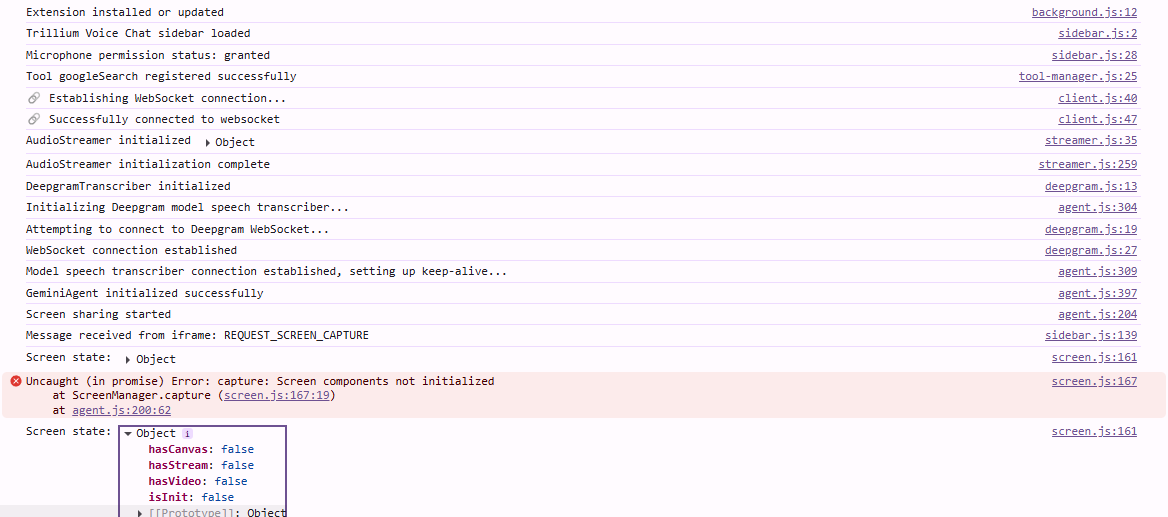 Extension installed or updated background.js:12
Trillium Voice Chat sidebar loaded sidebar.js:2
Microphone permission status: granted sidebar.js:28
Tool googleSearch registered successfully tool-manager.js:25
🔗 Establishing WebSocket connection... client.js:40
🔗 Successfully connected to websocket client.js:47
AudioStreamer initialized ▶ Object streamer.js:35
AudioStreamer initialization complete streamer.js:259
DeepgramTranscriber initialized deepgram.js:13
Initializing Deepgram model speech transcriber... agent.js:304
Attempting to connect to Deepgram WebSocket... deepgram.js:19
WebSocket connection established deepgram.js:27
Model speech transcriber connection established, setting up keep-alive... agent.js:309
GeminiAgent initialized successfully agent.js:397
Screen sharing started agent.js:204
Message received from iframe: REQUEST_SCREEN_CAPTURE sidebar.js:139
Screen state: ▶ Object screen.js:161
Uncaught (in promise) Error: capture: Screen components not initialized screen.js:167
at ScreenManager.capture (screen.js:167:19)
at agent.js:200:62
Screen state: ▼ Object i screen.js:161
hasCanvas: false
hasStream: false
hasVideo: false
isInit: false
▶ [[Prototype]]: Object